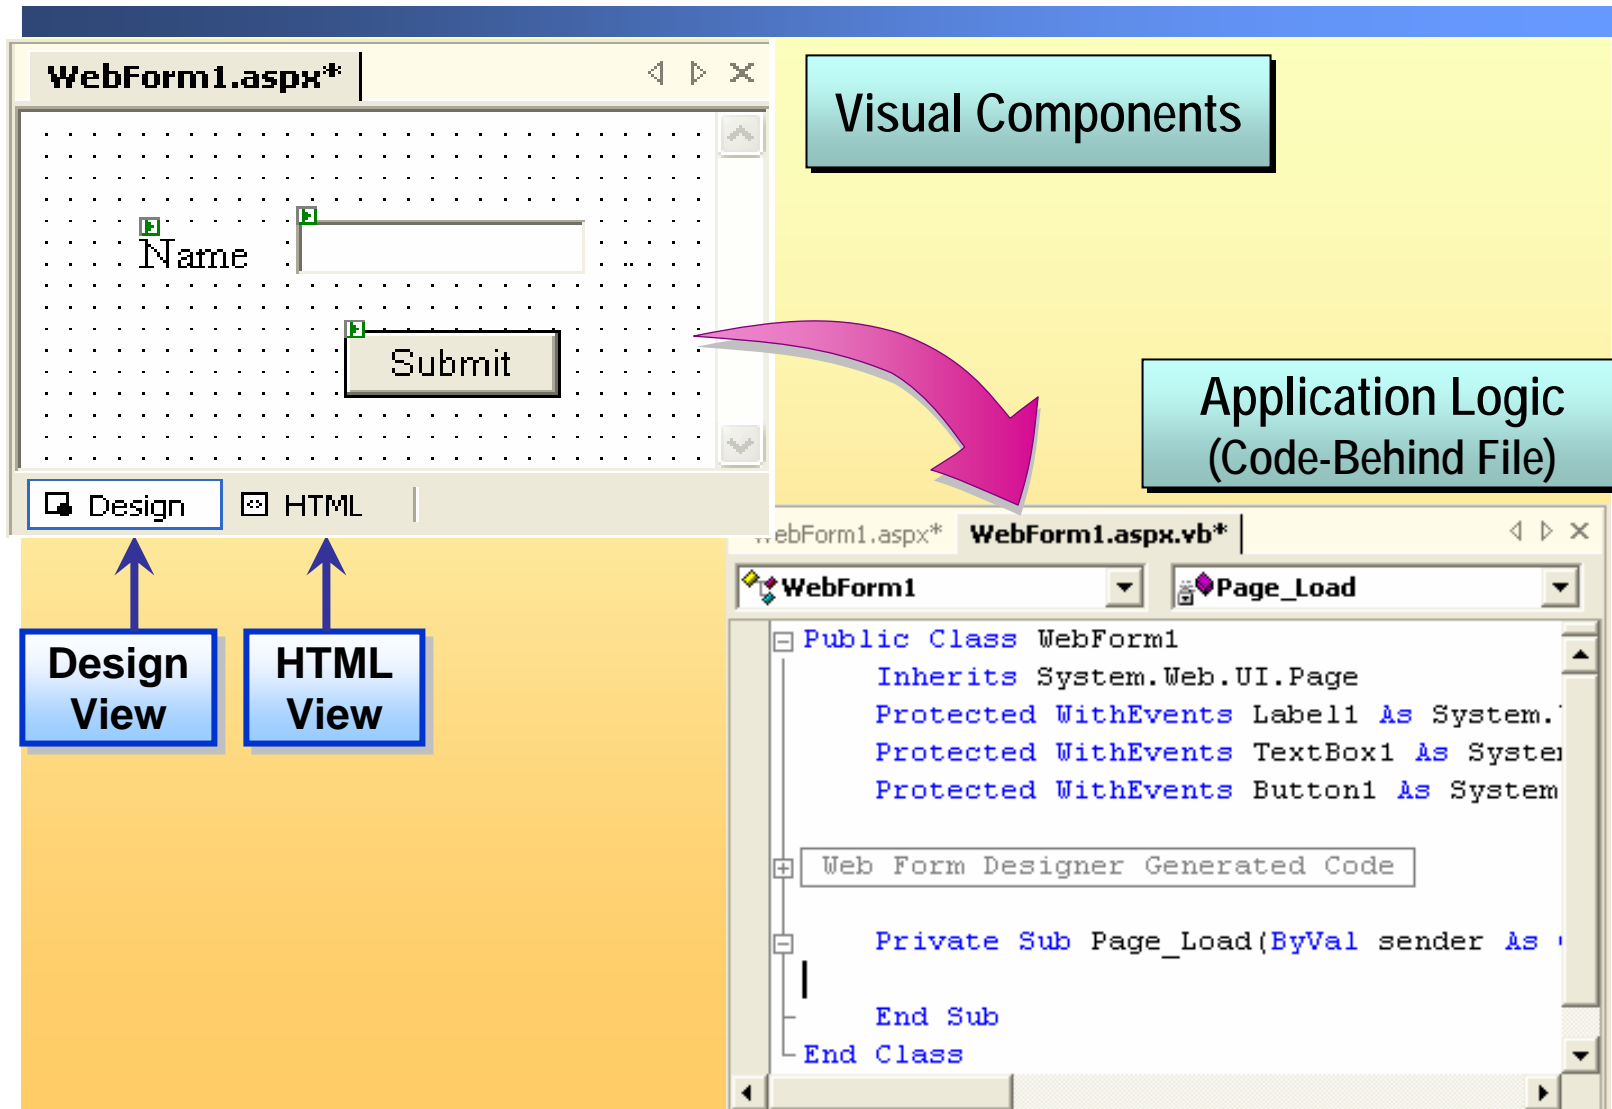 WebForm1.aspx*
Visual Components
Name
Submit
Application Logic
(Code-Behind File)
Design
HTML
WebForm1.aspx*
WebForm1.aspx.vb*
WebForm1
Page_Load
Design
View
HTML
View
Public Class WebForm1
Inherits System.Web.UI.Page
Protected WithEvents Label1 As System.
Protected WithEvents TextBox1 As System
Protected WithEvents Button1 As System
Web Form Designer Generated Code
Private Sub Page_Load(ByVal sender As
End Sub
End Class